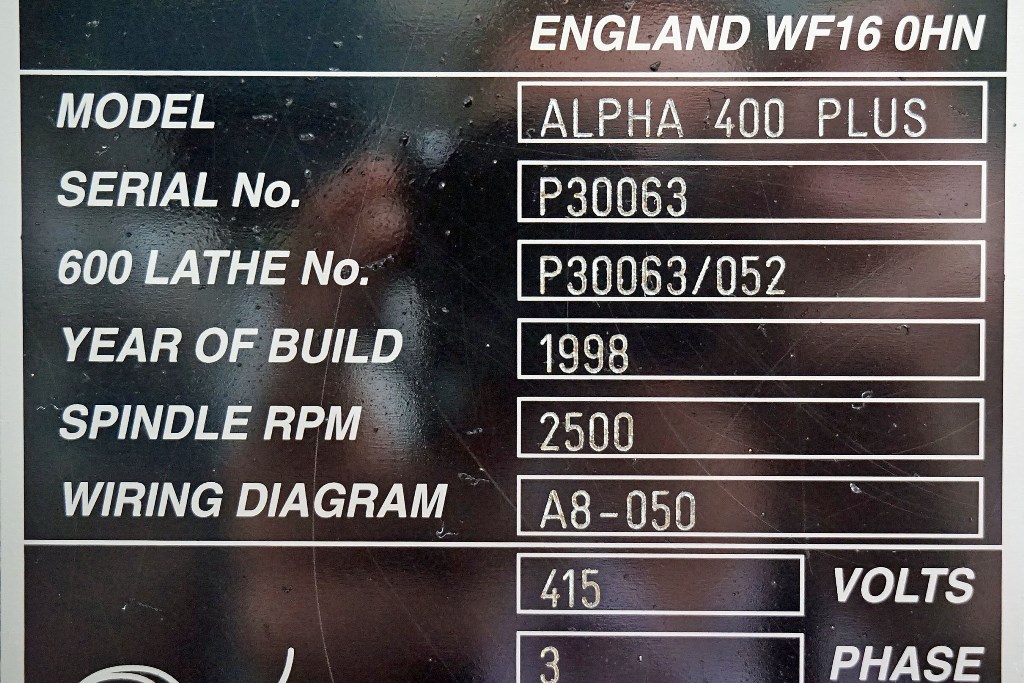 ENGLAND WF16 0HN
MODEL ALPHA 400 PLUS
SERIAL No. P30063
600 LATHE No. P30063/052
YEAR OF BUILD 1998
SPINDLE RPM 2500
WIRING DIAGRAM A8-050
415 VOLTS
3 PHASE